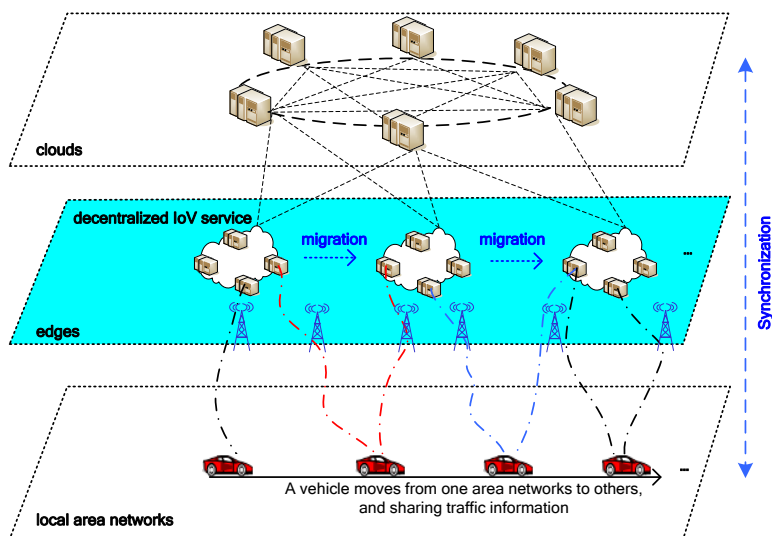 clouds
decentralized IoV service
migration
migration
...
edges
Synchronization
...
A vehicle moves from one area networks to others,
and sharing traffic information
local area networks